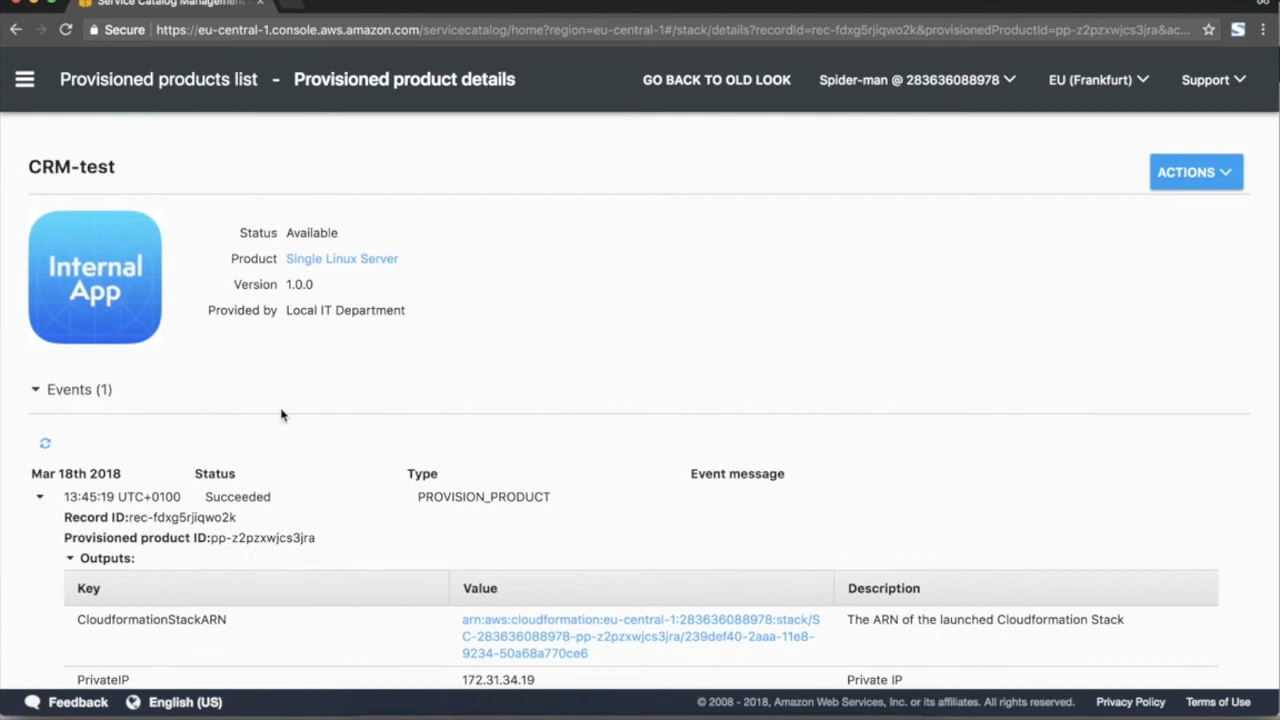 Service Catalog Management
Secure https://eu-central-1.console.aws.amazon.com/servicecatalog/home?region=eu-central-1#/stack/details?recordId=rec-fdxg5rjiqwo2k&provisionedProductId=pp-z2pzxwjcs3jra&ac...
Provisioned products list - Provisioned product details GO BACK TO OLD LOOK Spider-man @ 283636088978 EU (Frankfurt) Support
CRM-test
ACTIONS
Internal
App
Status Available
Product Single Linux Server
Version 1.0.0
Provided by Local IT Department
Events (1)
Mar 18th 2018 Status Type Event message
13:45:19 UTC+0100 Succeeded PROVISION_PRODUCT
Record ID:rec-fdxg5rjiqwo2k
Provisioned product ID:pp-z2pzxwjcs3jra
Outputs:
Key Value Description
CloudformationStackARN arn:aws:cloudformation:eu-central-1:283636088978:stack/S The ARN of the launched Cloudformation Stack
C-283636088978-pp-z2pzxwjcs3jra/239def40-2aaa-11e8-
9234-50a68a770ce6
PrivateIP 172.31.34.19 Private IP
Feedback English (US) © 2008 - 2018, Amazon Web Services, Inc. or its affiliates. All rights reserved. Privacy Policy Terms of Use